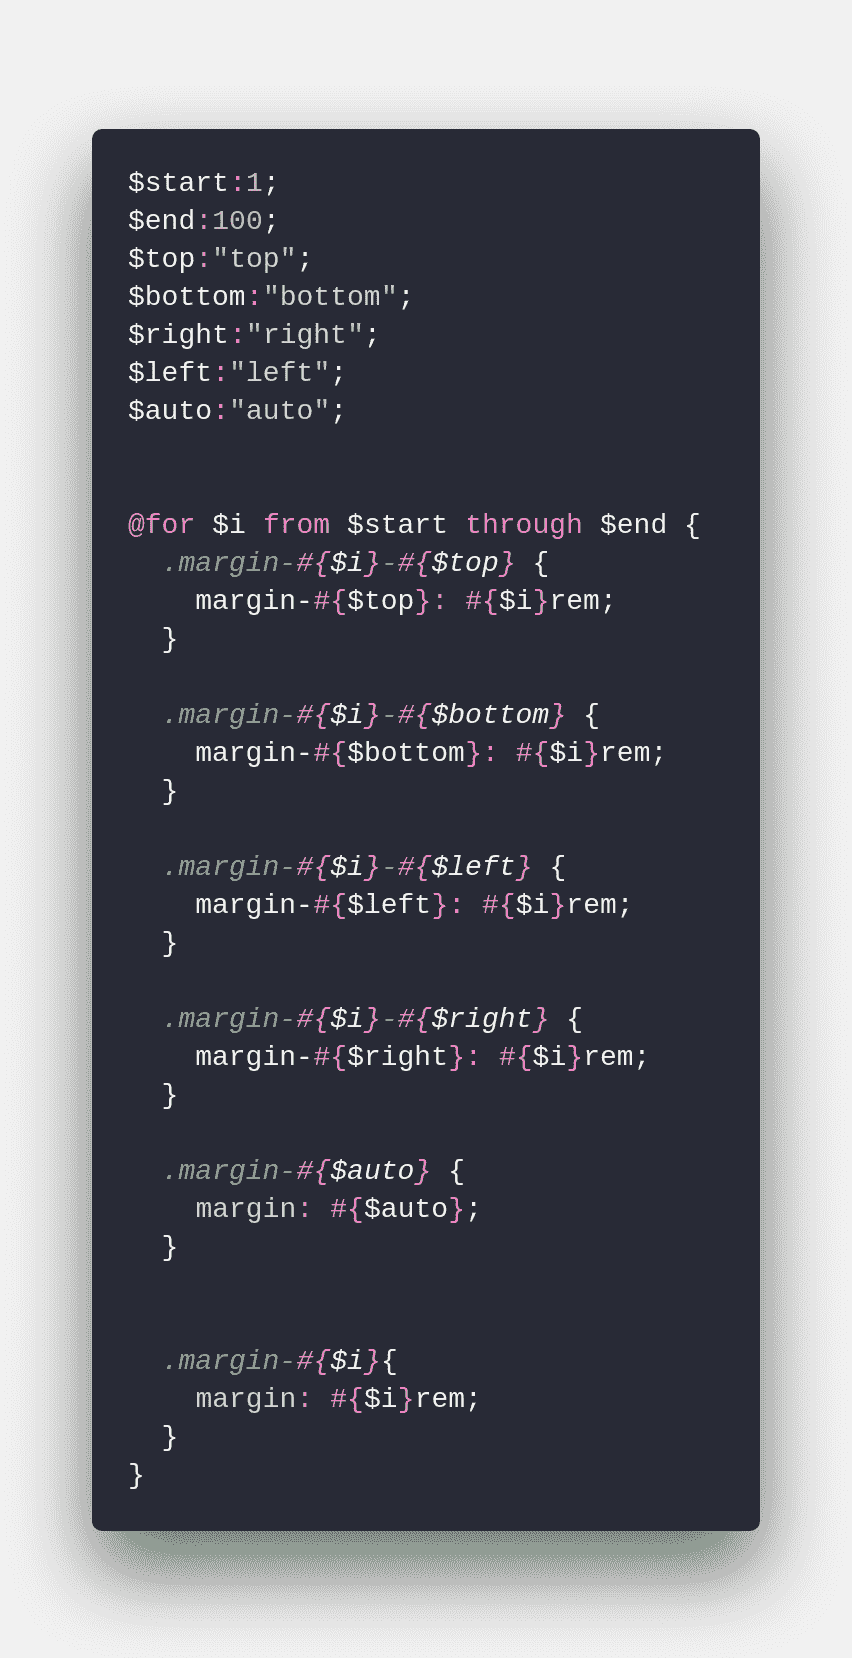 $start:1;
$end:100;
$top:"top";
$bottom:"bottom";
$right:"right";
$left:"left";
$auto:"auto";
@for $i from $start through $end {
  .margin-#{$i}-#{$top} {
    margin-#{$top}: #{$i}rem;
  }
  .margin-#{$i}-#{$bottom} {
    margin-#{$bottom}: #{$i}rem;
  }
  .margin-#{$i}-#{$left} {
    margin-#{$left}: #{$i}rem;
  }
  .margin-#{$i}-#{$right} {
    margin-#{$right}: #{$i}rem;
  }
  .margin-#{$auto} {
    margin: #{$auto};
  }
  .margin-#{$i}{
    margin: #{$i}rem;
  }
}